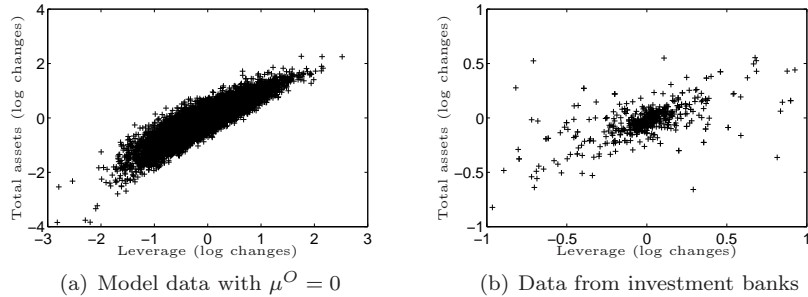 4
2
0
−2
−4
Total assets (log changes)
−3 −2 −1 0 1 2 3
Leverage (log changes)
(a) Model data with μ^O = 0
1
0.5
0
−0.5
−1
Total assets (log changes)
−1 −0.5 0 0.5 1
Leverage (log changes)
(b) Data from investment banks